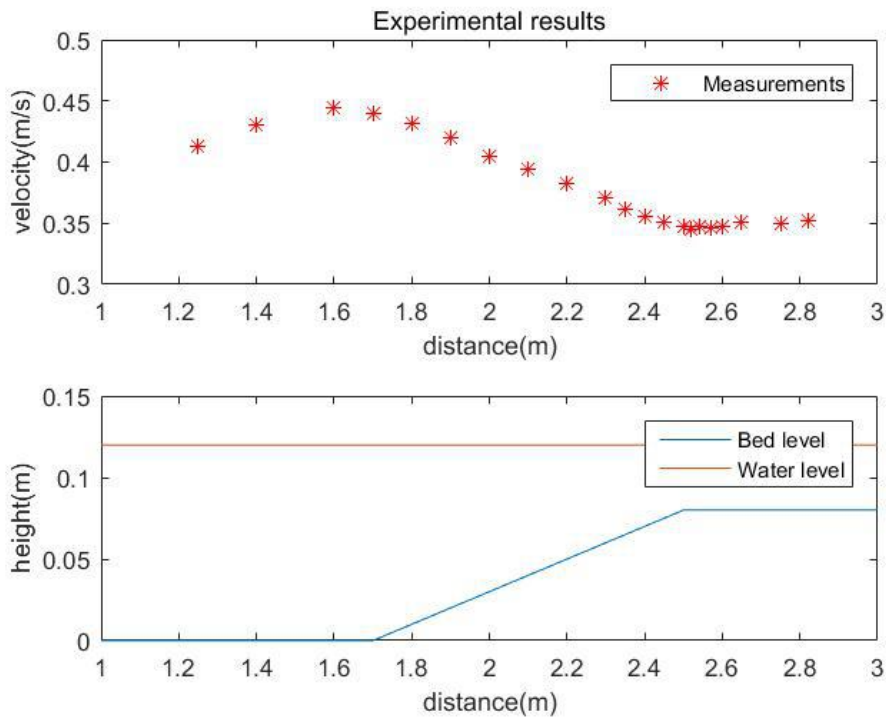 Experimental results
0.5
0.45
0.4
0.35
0.3
velocity(m/s)
Measurements
1 1.2 1.4 1.6 1.8 2 2.2 2.4 2.6 2.8 3
distance(m)
0.15
0.1
0.05
0
height(m)
Bed level
Water level
1 1.2 1.4 1.6 1.8 2 2.2 2.4 2.6 2.8 3
distance(m)